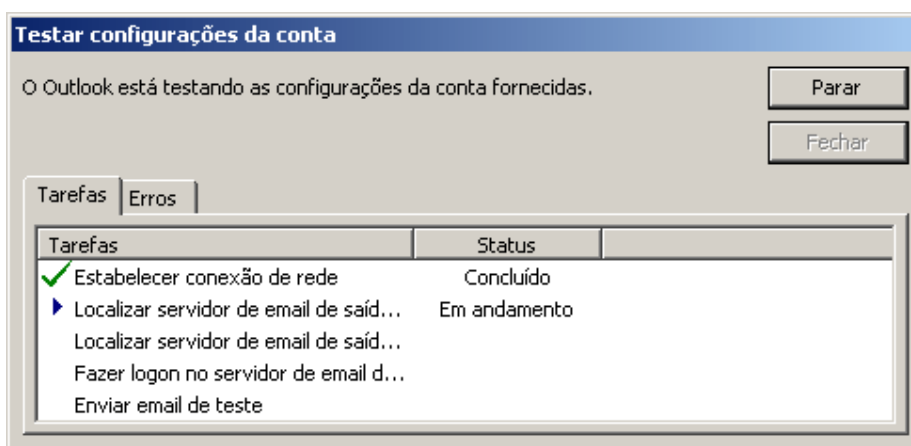 Testar configurações da conta
O Outlook está testando as configurações da conta fornecidas.
Parar
Fechar
Tarefas Erros
Tarefas Status
Estabelecer conexão de rede Concluído
Localizar servidor de email de saíd... Em andamento
Localizar servidor de email de saíd...
Fazer logon no servidor de email d...
Enviar email de teste